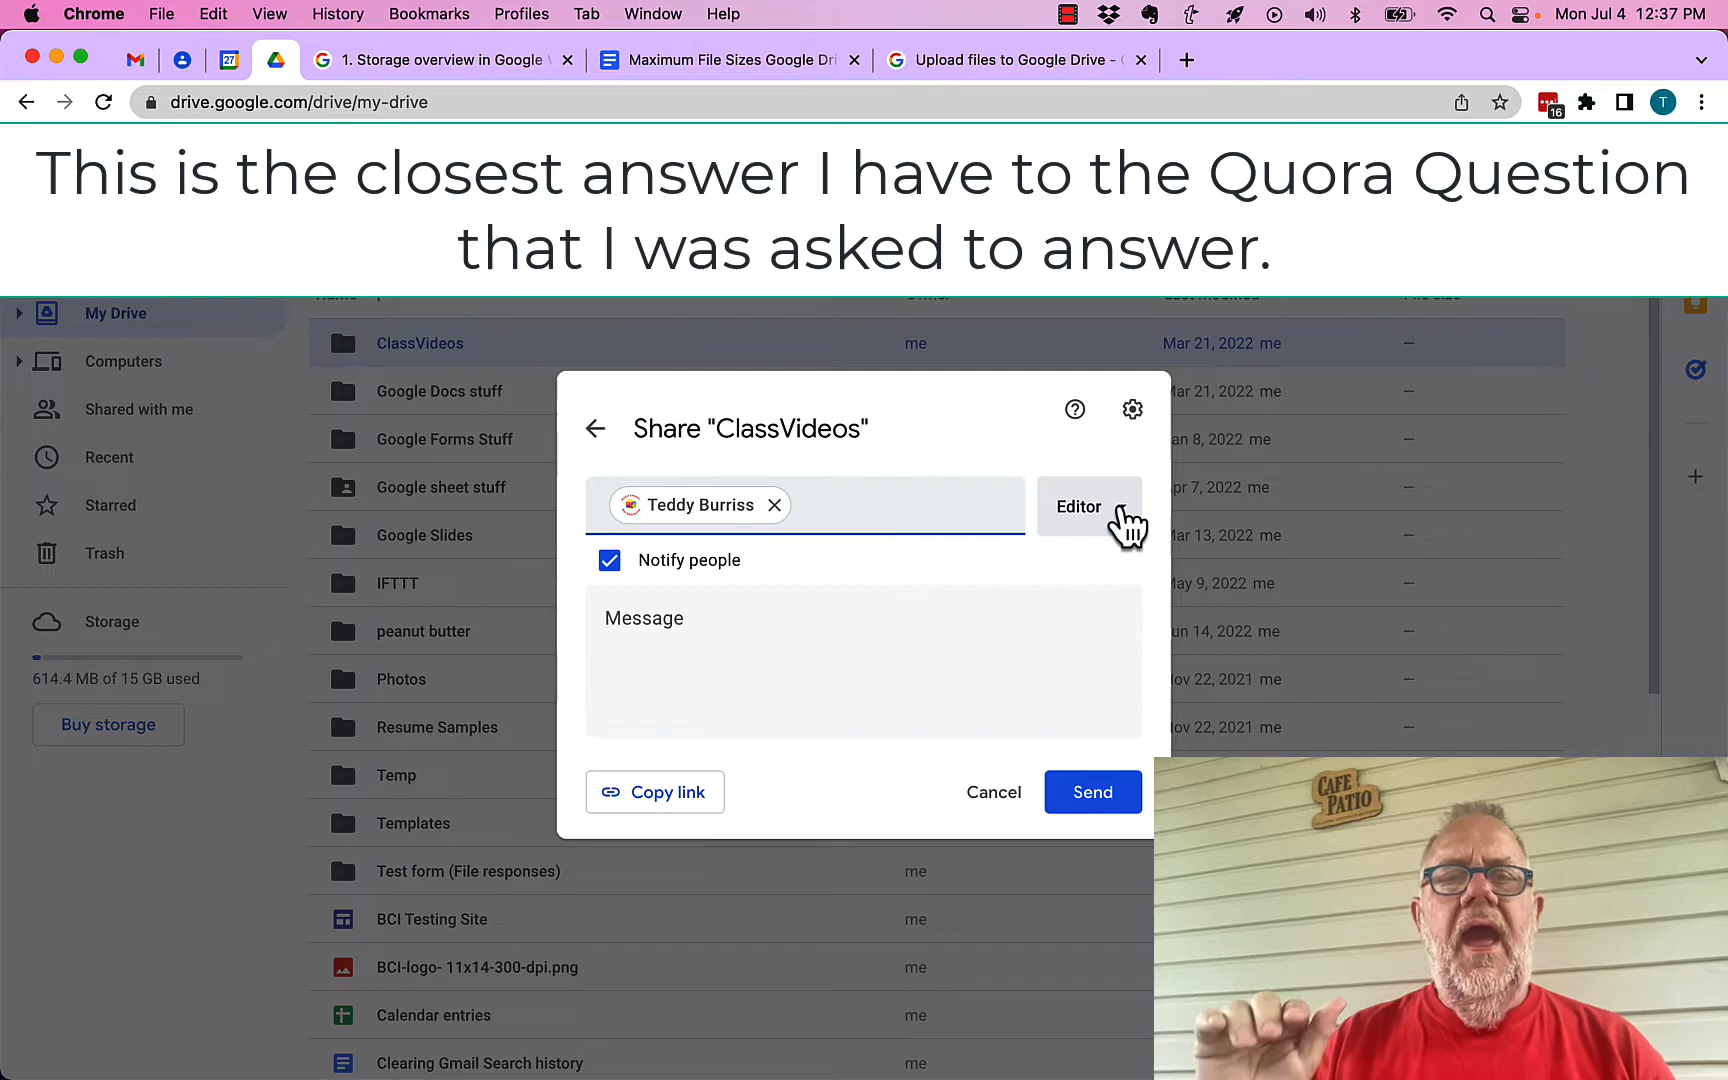 Chrome File Edit View History Bookmarks Profiles Tab Window Help Mon Jul 4 12:37 PM
27 1. Storage overview in Google Maximum File Sizes Google Dri Upload files to Google Drive -
drive.google.com/drive/my-drive 16 T
This is the closest answer I have to the Quora Question
that I was asked to answer.
My Drive
Computers
Shared with me
Recent
Starred
Trash
Storage
614.4 MB of 15 GB used
Buy storage
ClassVideos me Mar 21, 2022 me —
Google Docs stuff Mar 21, 2022 me —
Google Forms Stuff an 8, 2022 me —
Google sheet stuff pr 7, 2022 me —
Google Slides Mar 13, 2022 me —
IFTTT May 9, 2022 me —
peanut butter un 14, 2022 me —
Photos ov 22, 2021 me —
Resume Samples ov 22, 2021 me —
Temp
Templates
Test form (File responses) me
BCI Testing Site me
BCI-logo- 11x14-300-dpi.png me
Calendar entries me
Clearing Gmail Search history me
Share "ClassVideos"
Teddy Burriss
Editor
Notify people
Message
Copy link
Cancel
Send
CAFE
PATIO